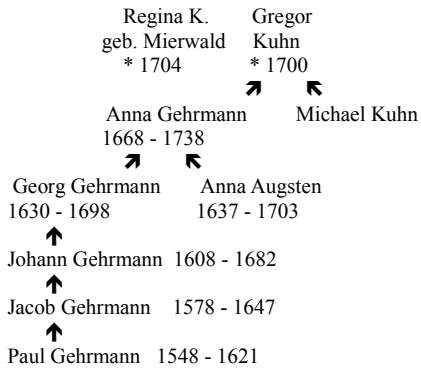 Regina K. Gregor
geb. Mierwald Kuhn
* 1704 * 1700
Anna Gehrmann Michael Kuhn
1668 - 1738
Georg Gehrmann Anna Augsten
1630 - 1698 1637 - 1703
Johann Gehrmann 1608 - 1682
Jacob Gehrmann 1578 - 1647
Paul Gehrmann 1548 - 1621